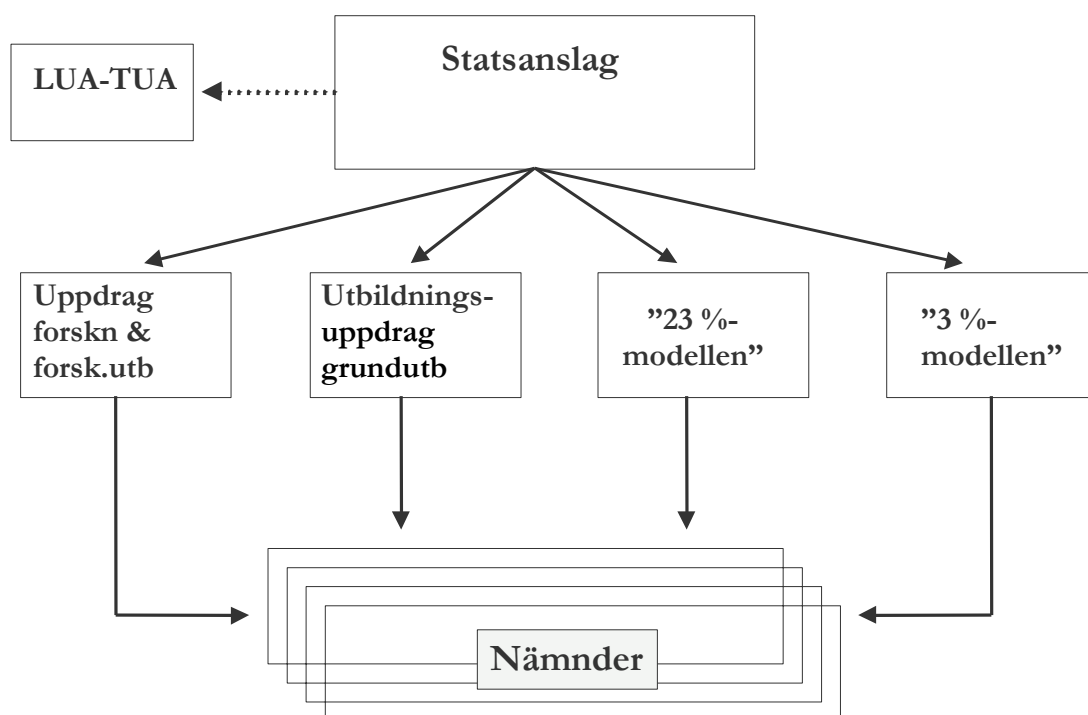 Statsanslag
LUA-TUA
Uppdrag
forskn &
forsk.utb
Utbildnings-
uppdrag
grundutb
”23 %-
modellen”
”3 %-
modellen”
Nämnder